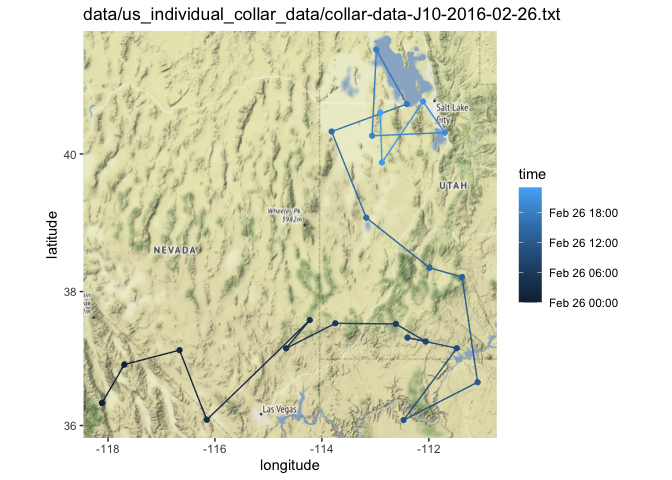 data/us_individual_collar_data/collar-data-J10-2016-02-26.txt
Salt Lake
City
40
time
UTAH
latitude
Wheeler Pk
3982m
Feb 26 18:00
Feb 26 12:00
NEVADA
Feb 26 06:00
38
Feb 26 00:00
Las Vegas
36
-118
-116
-114
-112
longitude